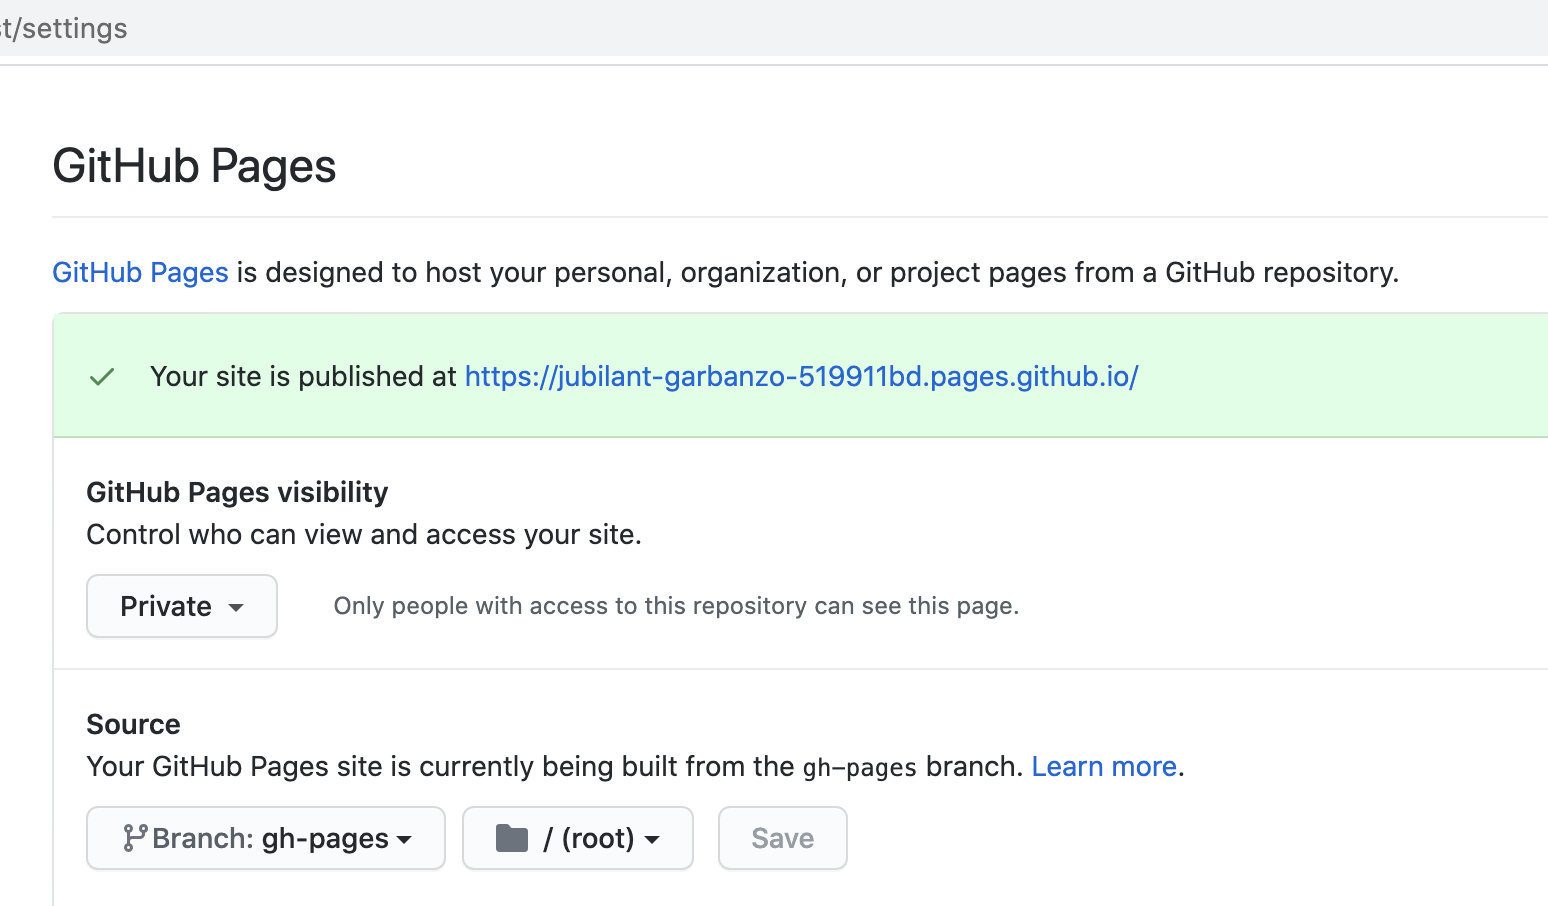 t/settings
GitHub Pages
GitHub Pages is designed to host your personal, organization, or project pages from a GitHub repository.
Your site is published at https://jubilant-garbanzo-519911bd.pages.github.io/
GitHub Pages visibility
Control who can view and access your site.
Private Only people with access to this repository can see this page.
Source
Your GitHub Pages site is currently being built from the gh-pages branch. Learn more.
Branch: gh-pages / (root) Save